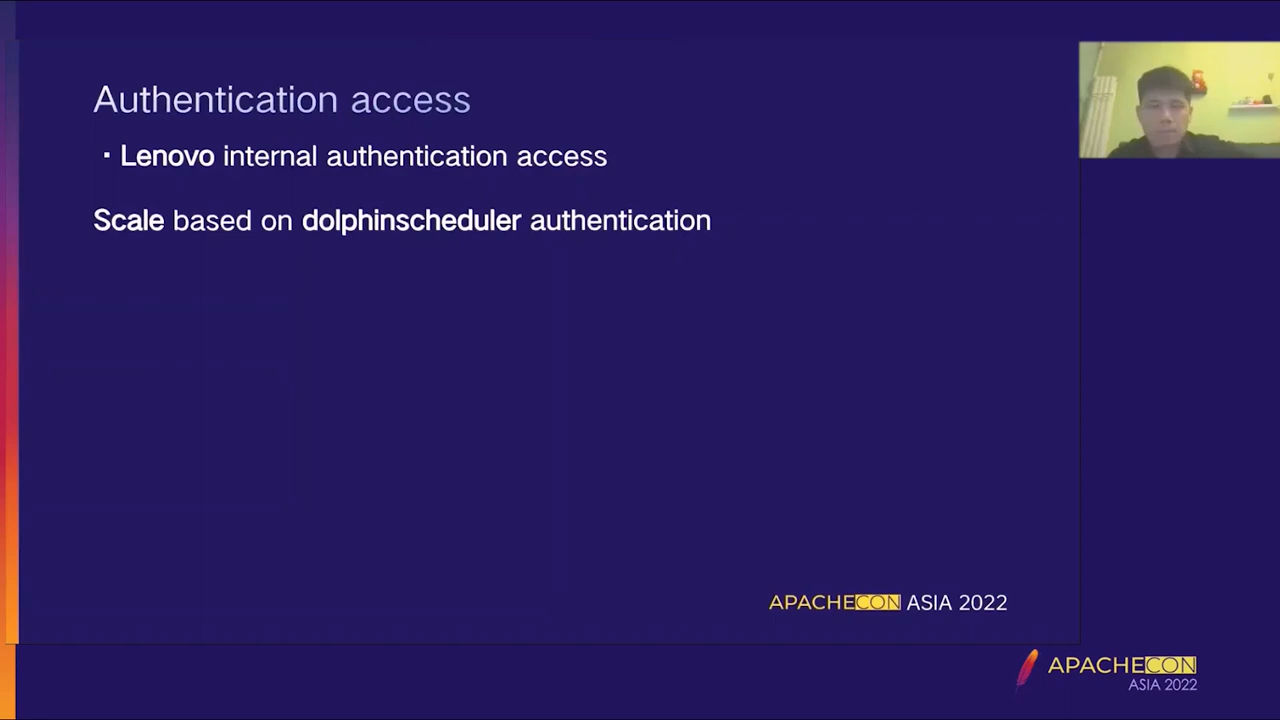 Authentication access
▪ Lenovo internal authentication access
Scale based on dolphinscheduler authentication
APACHECON ASIA 2022
APACHECON
ASIA 2022